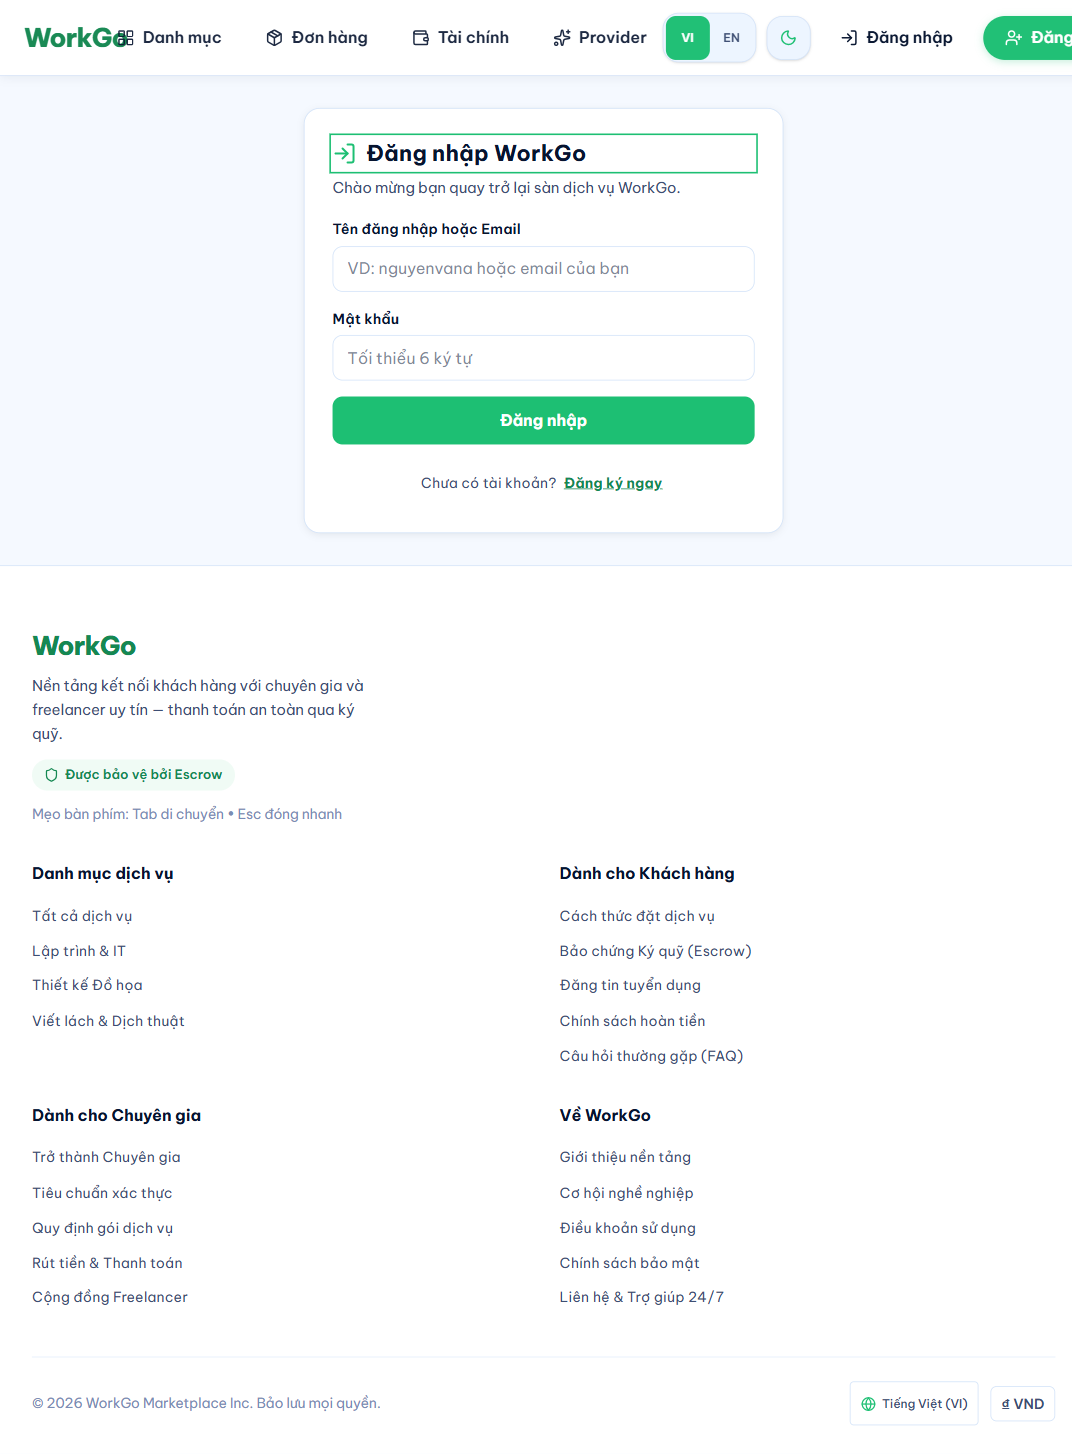 WorkGo Danh mục Đơn hàng Tài chính Provider VI EN Đăng nhập Đăng
Đăng nhập WorkGo
Chào mừng bạn quay trở lại sàn dịch vụ WorkGo.
Tên đăng nhập hoặc Email
VD: nguyenvana hoặc email của bạn
Mật khẩu
Tối thiểu 6 ký tự
Đăng nhập
Chưa có tài khoản? Đăng ký ngay
WorkGo
Nền tảng kết nối khách hàng với chuyên gia và
freelancer uy tín — thanh toán an toàn qua ký
quỹ.
Được bảo vệ bởi Escrow
Mẹo bàn phím: Tab di chuyển • Esc đóng nhanh
Danh mục dịch vụ
Tất cả dịch vụ
Lập trình & IT
Thiết kế Đồ họa
Viết lách & Dịch thuật
Dành cho Khách hàng
Cách thức đặt dịch vụ
Bảo chứng Ký quỹ (Escrow)
Đăng tin tuyển dụng
Chính sách hoàn tiền
Câu hỏi thường gặp (FAQ)
Dành cho Chuyên gia
Trở thành Chuyên gia
Tiêu chuẩn xác thực
Quy định gói dịch vụ
Rút tiền & Thanh toán
Cộng đồng Freelancer
Về WorkGo
Giới thiệu nền tảng
Cơ hội nghề nghiệp
Điều khoản sử dụng
Chính sách bảo mật
Liên hệ & Trợ giúp 24/7
© 2026 WorkGo Marketplace Inc. Bảo lưu mọi quyền.
Tiếng Việt (VI) ₫ VND